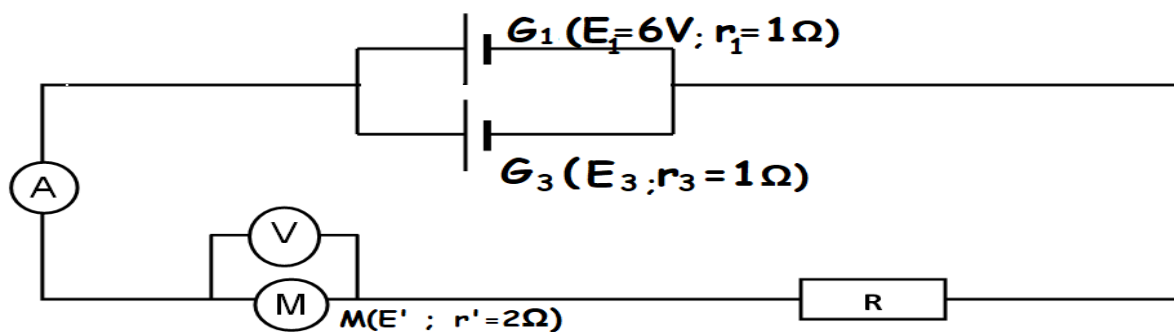 G₁ (E₁=6V; r₁=1Ω)
G₃ (E₃ ;r₃=1Ω)
A
V
M
M(E' ; r'=2Ω)
R